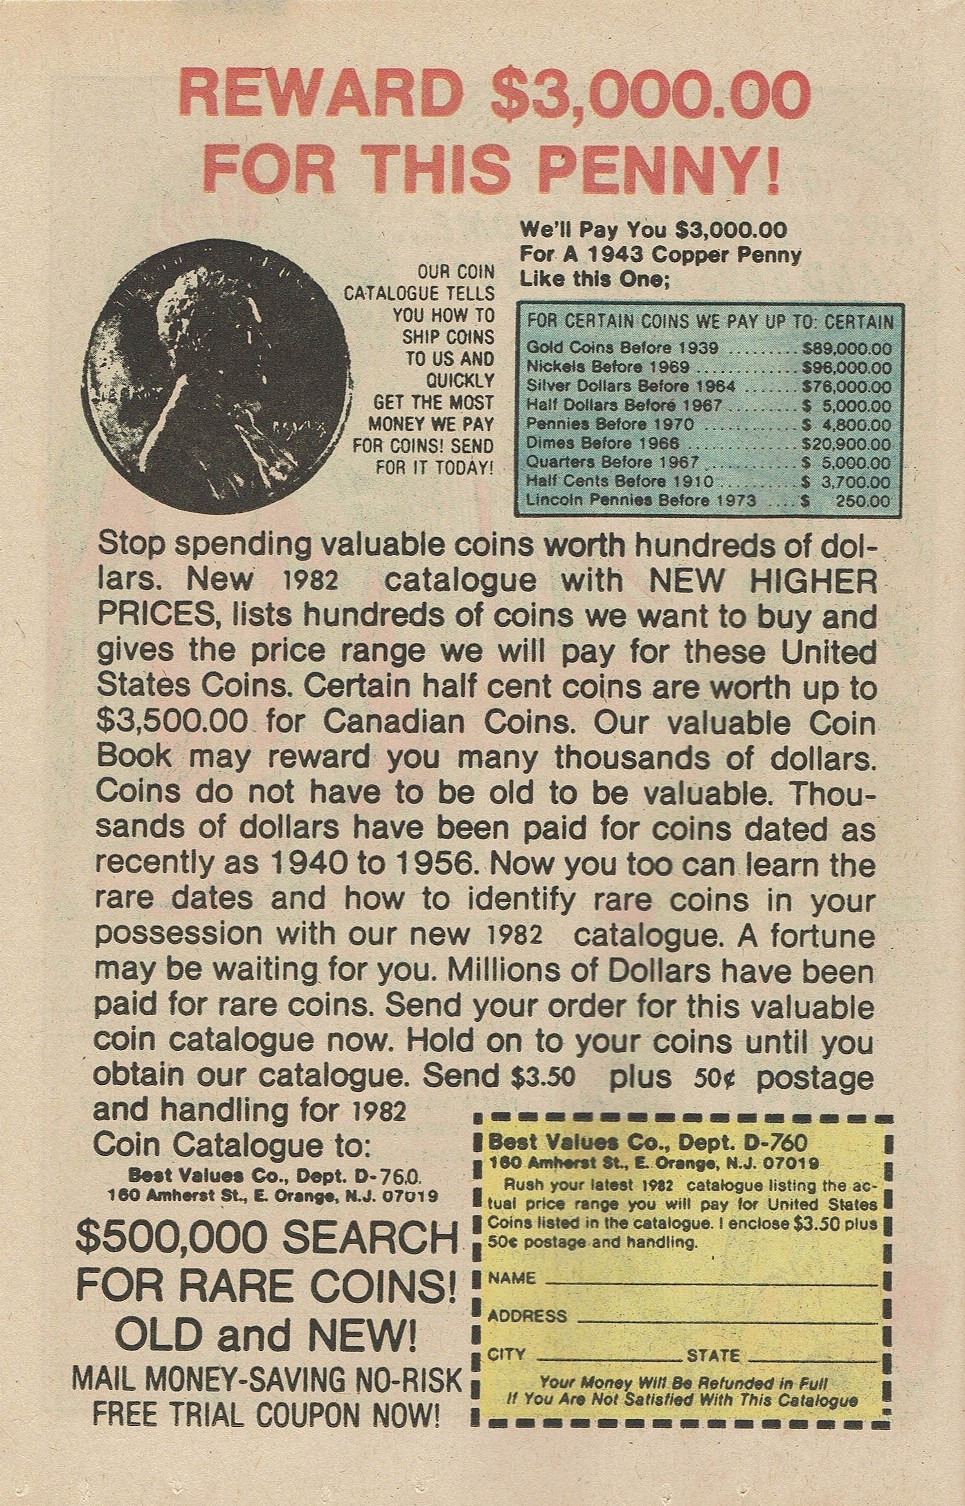 REWARD $3,000.00
FOR THIS PENNY!
OUR COIN
CATALOGUE TELLS
YOU HOW TO
SHIP COINS
TO US AND
QUICKLY
GET THE MOST
MONEY WE PAY
FOR COINS! SEND
FOR IT TODAY!
We'll Pay You $3,000.00
For A 1943 Copper Penny
Like this One;
FOR CERTAIN COINS WE PAY UP TO: CERTAIN
Gold Coins Before 1939 ......... $89,000.00
Nickels Before 1969 ............. $96,000.00
Silver Dollars Before 1964 ....... $76,000.00
Half Dollars Before 1967 ......... $ 5,000.00
Pennies Before 1970 ............ $ 4,800.00
Dimes Before 1966 ............. $20,900.00
Quarters Before 1967 ........... $ 5,000.00
Half Cents Before 1910 .......... $ 3,700.00
Lincoln Pennies Before 1973 .... $ 250.00
Stop spending valuable coins worth hundreds of dol-
lars. New 1982 catalogue with NEW HIGHER
PRICES, lists hundreds of coins we want to buy and
gives the price range we will pay for these United
States Coins. Certain half cent coins are worth up to
$3,500.00 for Canadian Coins. Our valuable Coin
Book may reward you many thousands of dollars.
Coins do not have to be old to be valuable. Thou-
sands of dollars have been paid for coins dated as
recently as 1940 to 1956. Now you too can learn the
rare dates and how to identify rare coins in your
possession with our new 1982 catalogue. A fortune
may be waiting for you. Millions of Dollars have been
paid for rare coins. Send your order for this valuable
coin catalogue now. Hold on to your coins until you
obtain our catalogue. Send $3.50 plus 50¢ postage
and handling for 1982
Coin Catalogue to:
Best Values Co., Dept. D-760.
160 Amherst St., E. Orange, N.J. 07019
$500,000 SEARCH
FOR RARE COINS!
OLD and NEW!
MAIL MONEY-SAVING NO-RISK
FREE TRIAL COUPON NOW!
Best Values Co., Dept. D-760
160 Amherst St., E. Orange, N.J. 07019
Rush your latest 1982 catalogue listing the ac-
tual price range you will pay for United States
Coins listed in the catalogue. I enclose $3.50 plus
50¢ postage and handling.
NAME
ADDRESS
CITY STATE
Your Money Will Be Refunded in Full
If You Are Not Satisfied With This Catalogue